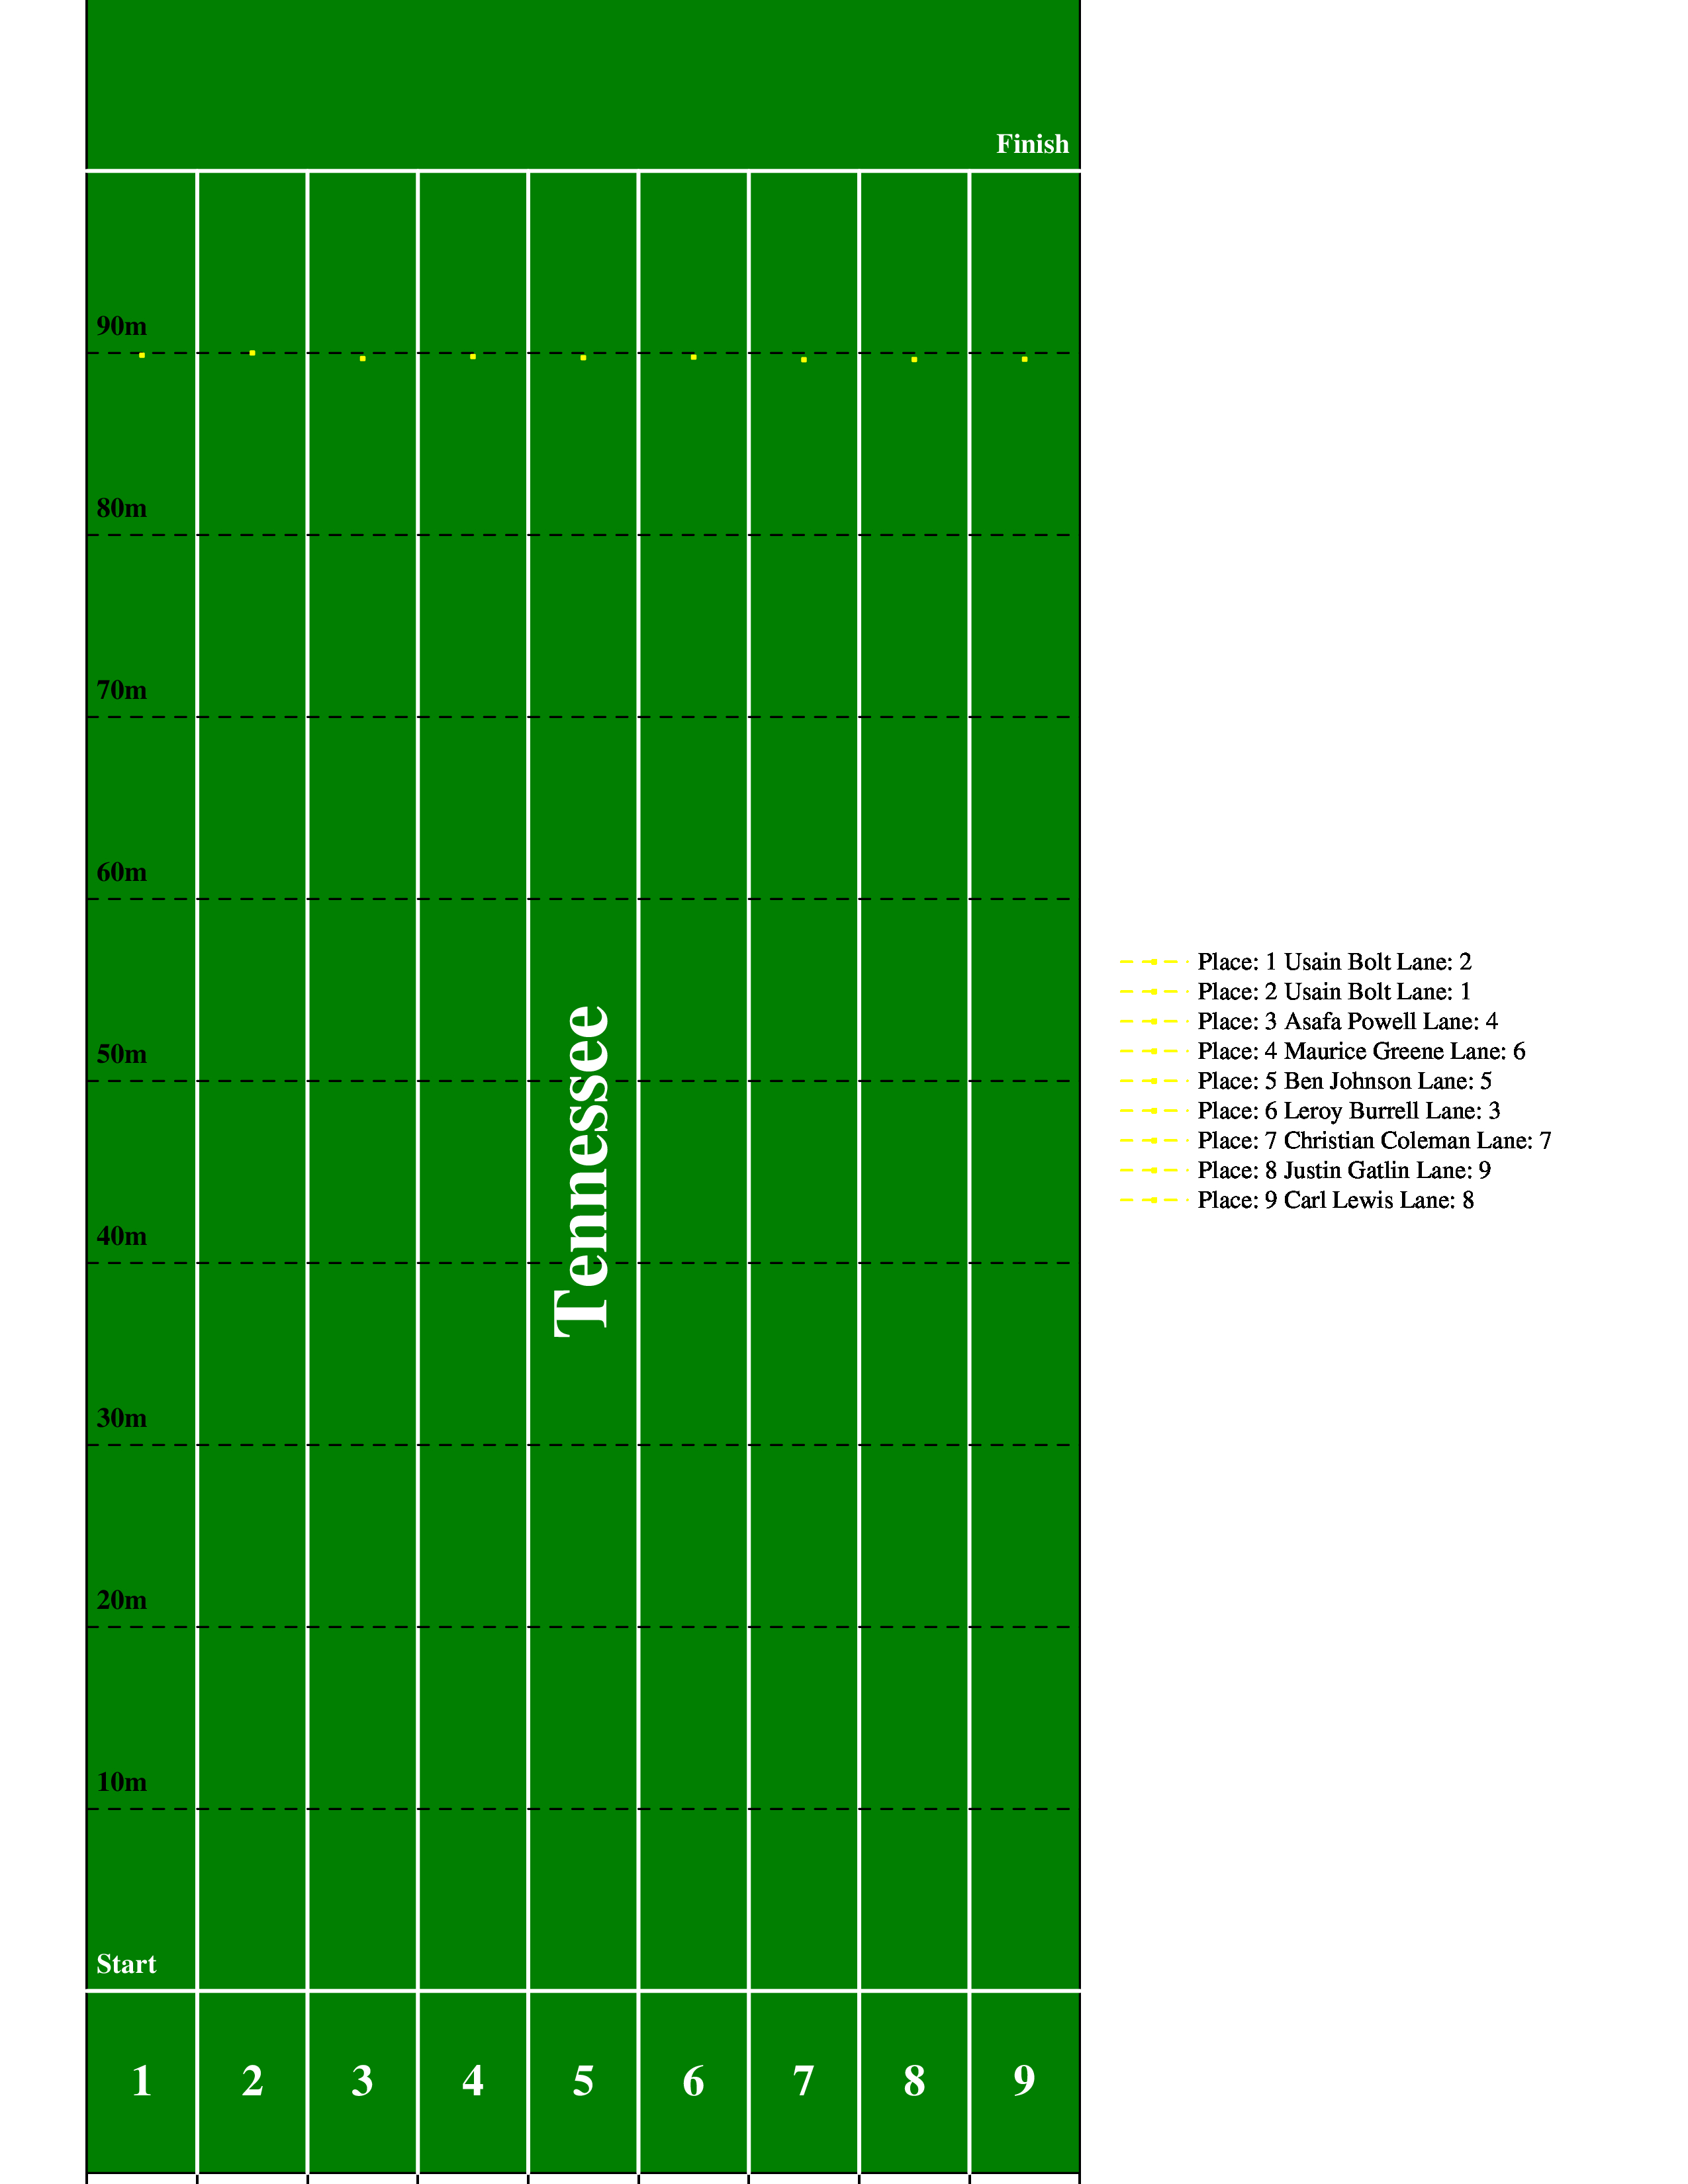 Finish
90m
80m
70m
60m
50m
40m
30m
20m
10m
Start
Tennessee
1 2 3 4 5 6 7 8 9
Place: 1 Usain Bolt Lane: 2
Place: 2 Usain Bolt Lane: 1
Place: 3 Asafa Powell Lane: 4
Place: 4 Maurice Greene Lane: 6
Place: 5 Ben Johnson Lane: 5
Place: 6 Leroy Burrell Lane: 3
Place: 7 Christian Coleman Lane: 7
Place: 8 Justin Gatlin Lane: 9
Place: 9 Carl Lewis Lane: 8